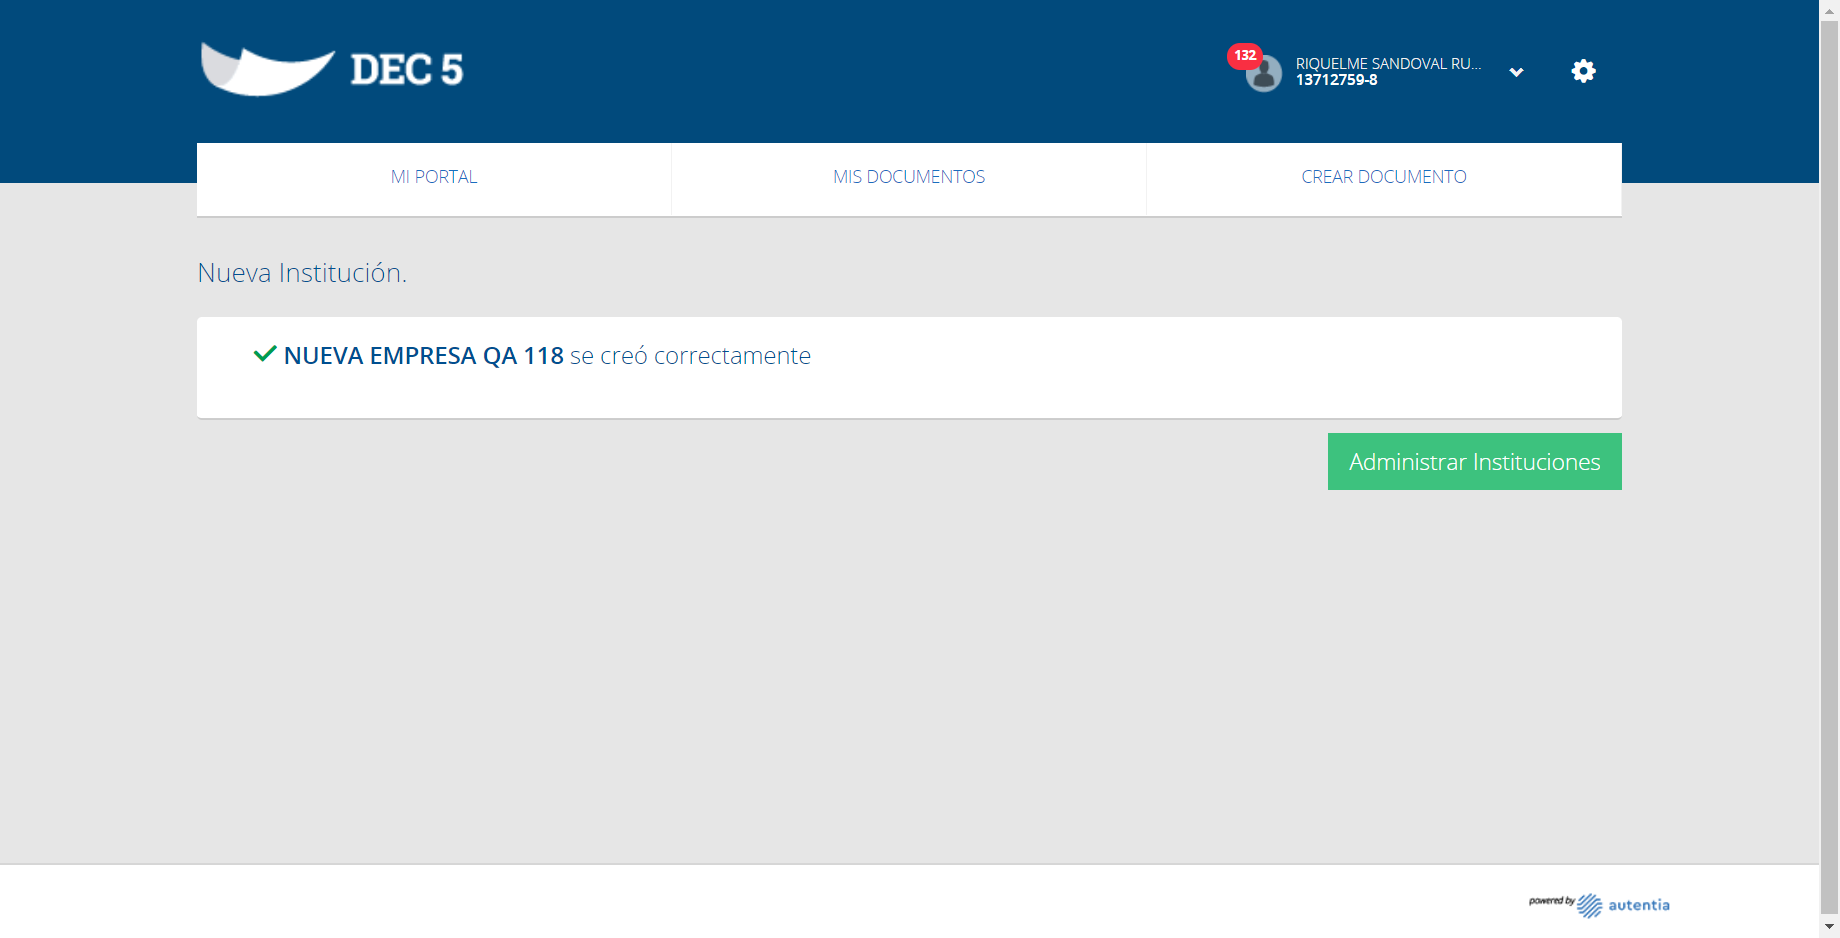 DEC 5
132
RIQUELME SANDOVAL RU...
13712759-8
MI PORTAL
MIS DOCUMENTOS
CREAR DOCUMENTO
Nueva Institución.
NUEVA EMPRESA QA 118 se creó correctamente
Administrar Instituciones
powered by autentia